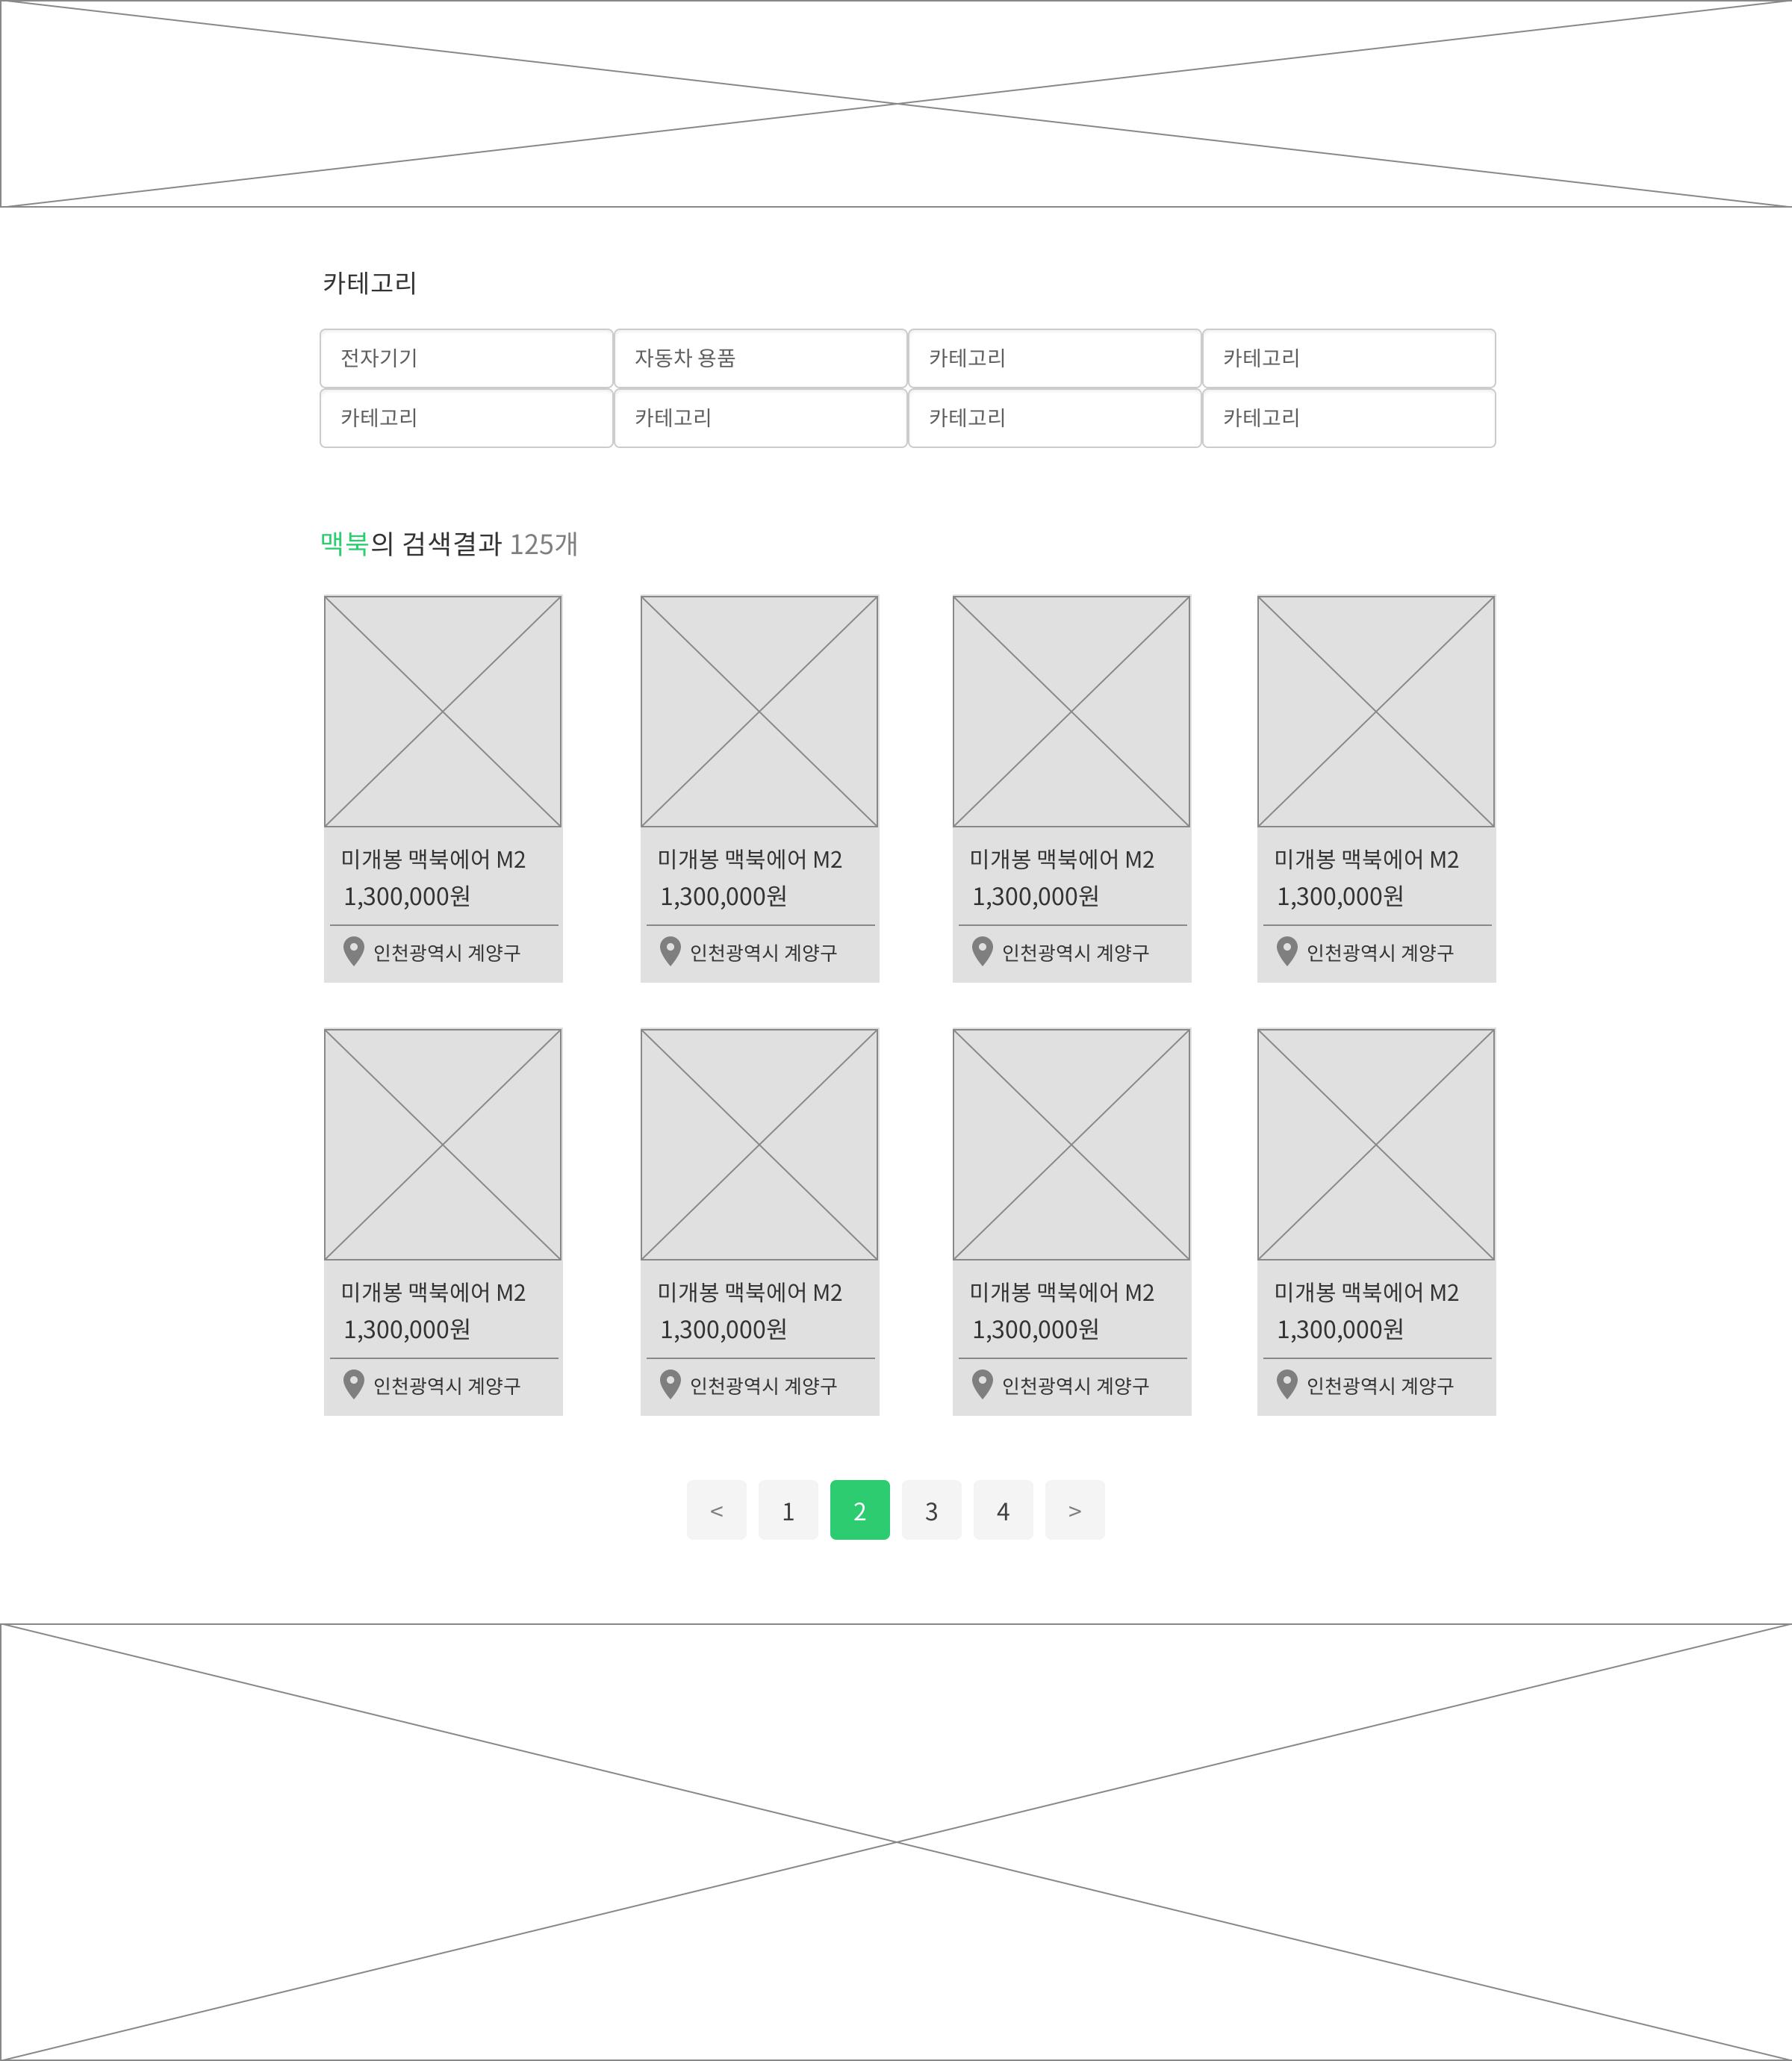 카테고리
전자기기 자동차 용품 카테고리 카테고리
카테고리 카테고리 카테고리 카테고리
맥북의 검색결과 125개
미개봉 맥북에어 M2 미개봉 맥북에어 M2 미개봉 맥북에어 M2 미개봉 맥북에어 M2
1,300,000원 1,300,000원 1,300,000원 1,300,000원
인천광역시 계양구 인천광역시 계양구 인천광역시 계양구 인천광역시 계양구
미개봉 맥북에어 M2 미개봉 맥북에어 M2 미개봉 맥북에어 M2 미개봉 맥북에어 M2
1,300,000원 1,300,000원 1,300,000원 1,300,000원
인천광역시 계양구 인천광역시 계양구 인천광역시 계양구 인천광역시 계양구
< 1 2 3 4 >